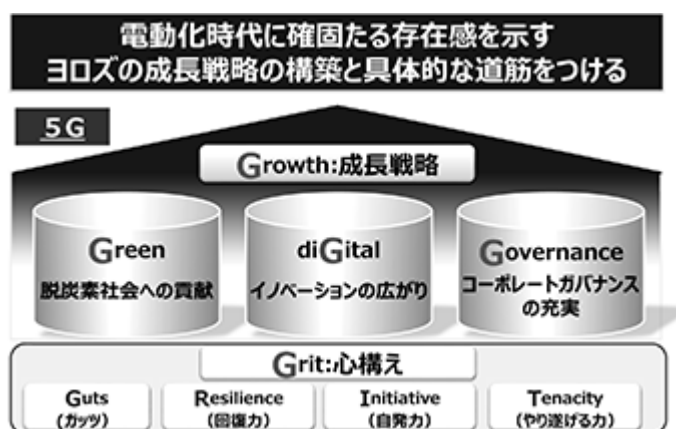 電動化時代に確固たる存在感を示す
ヨロズの成長戦略の構築と具体的な道筋をつける
5G
Growth:成長戦略
Green
脱炭素社会への貢献
diGital
イノベーションの広がり
Governance
コーポレートガバナンス
の充実
Grit:心構え
Guts
(ガッツ)
Resilience
(回復力)
Initiative
(自発力)
Tenacity
(やり遂げる力)